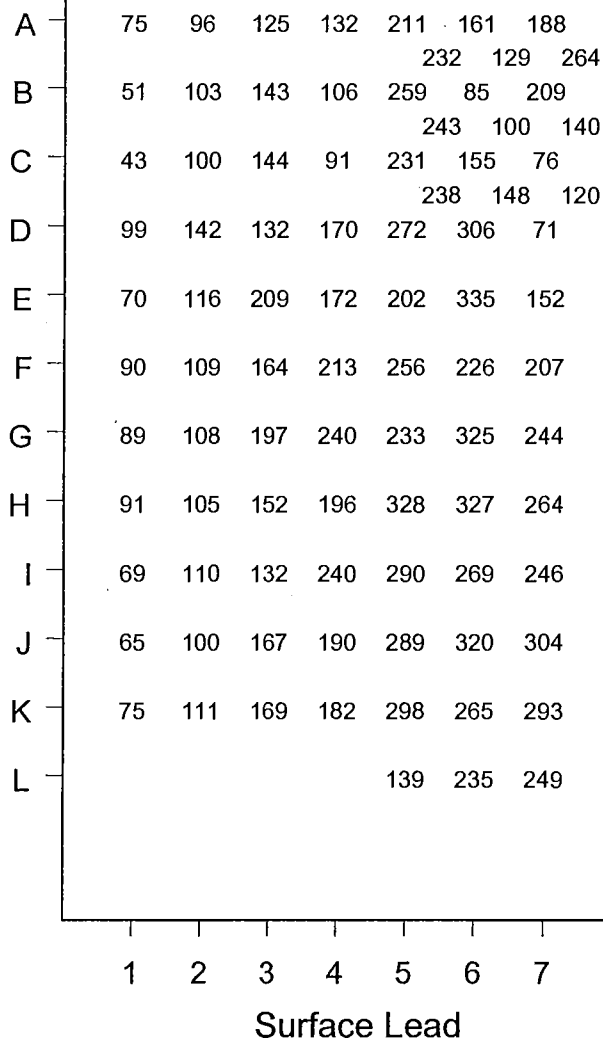 A 75 96 125 132 211 161 188
232 129 264
B 51 103 143 106 259 85 209
243 100 140
C 43 100 144 91 231 155 76
238 148 120
D 99 142 132 170 272 306 71
E 70 116 209 172 202 335 152
F 90 109 164 213 256 226 207
G 89 108 197 240 233 325 244
H 91 105 152 196 328 327 264
I 69 110 132 240 290 269 246
J 65 100 167 190 289 320 304
K 75 111 169 182 298 265 293
L 139 235 249
1 2 3 4 5 6 7
Surface Lead